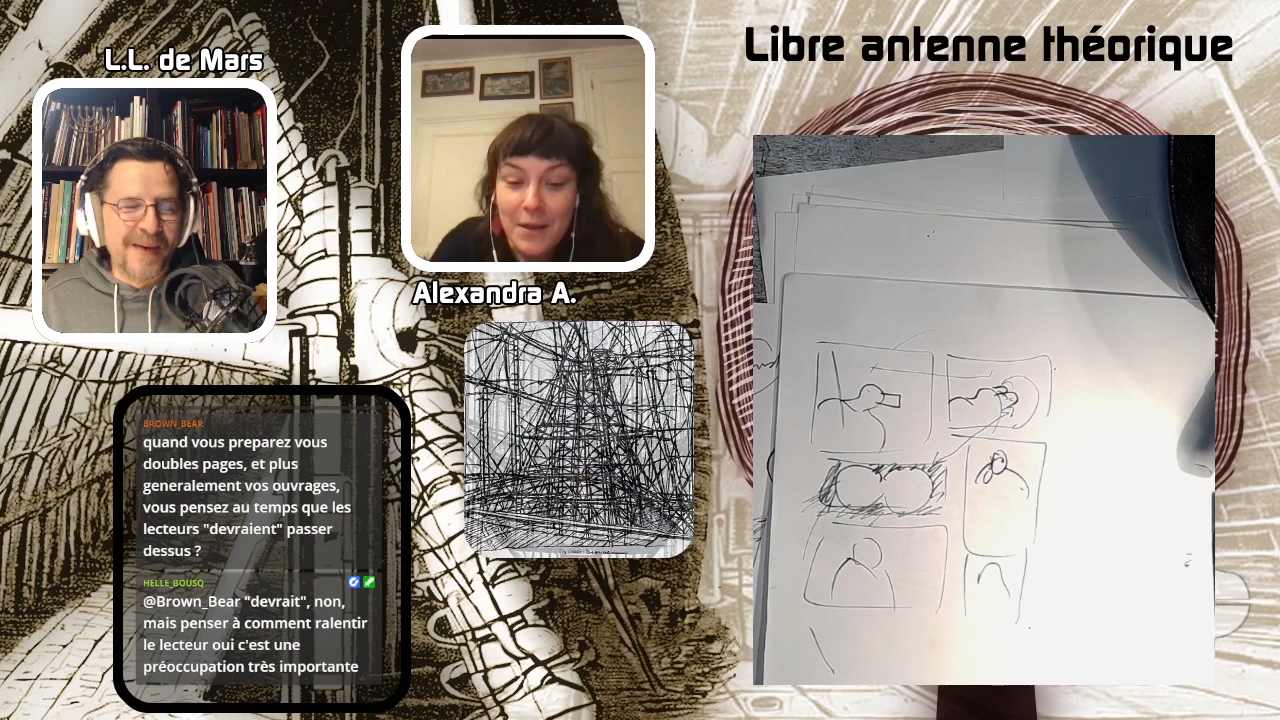 L.L. de Mars
Libre antenne théorique
Alexandra A.
BROWN_BEAR
quand vous preparez vous
doubles pages, et plus
generalement vos ouvrages,
vous pensez au temps que les
lecteurs "devraient" passer
dessus ?
HELLE_BOUSQ
@Brown_Bear "devrait", non,
mais penser à comment ralentir
le lecteur oui c'est une
préoccupation très importante